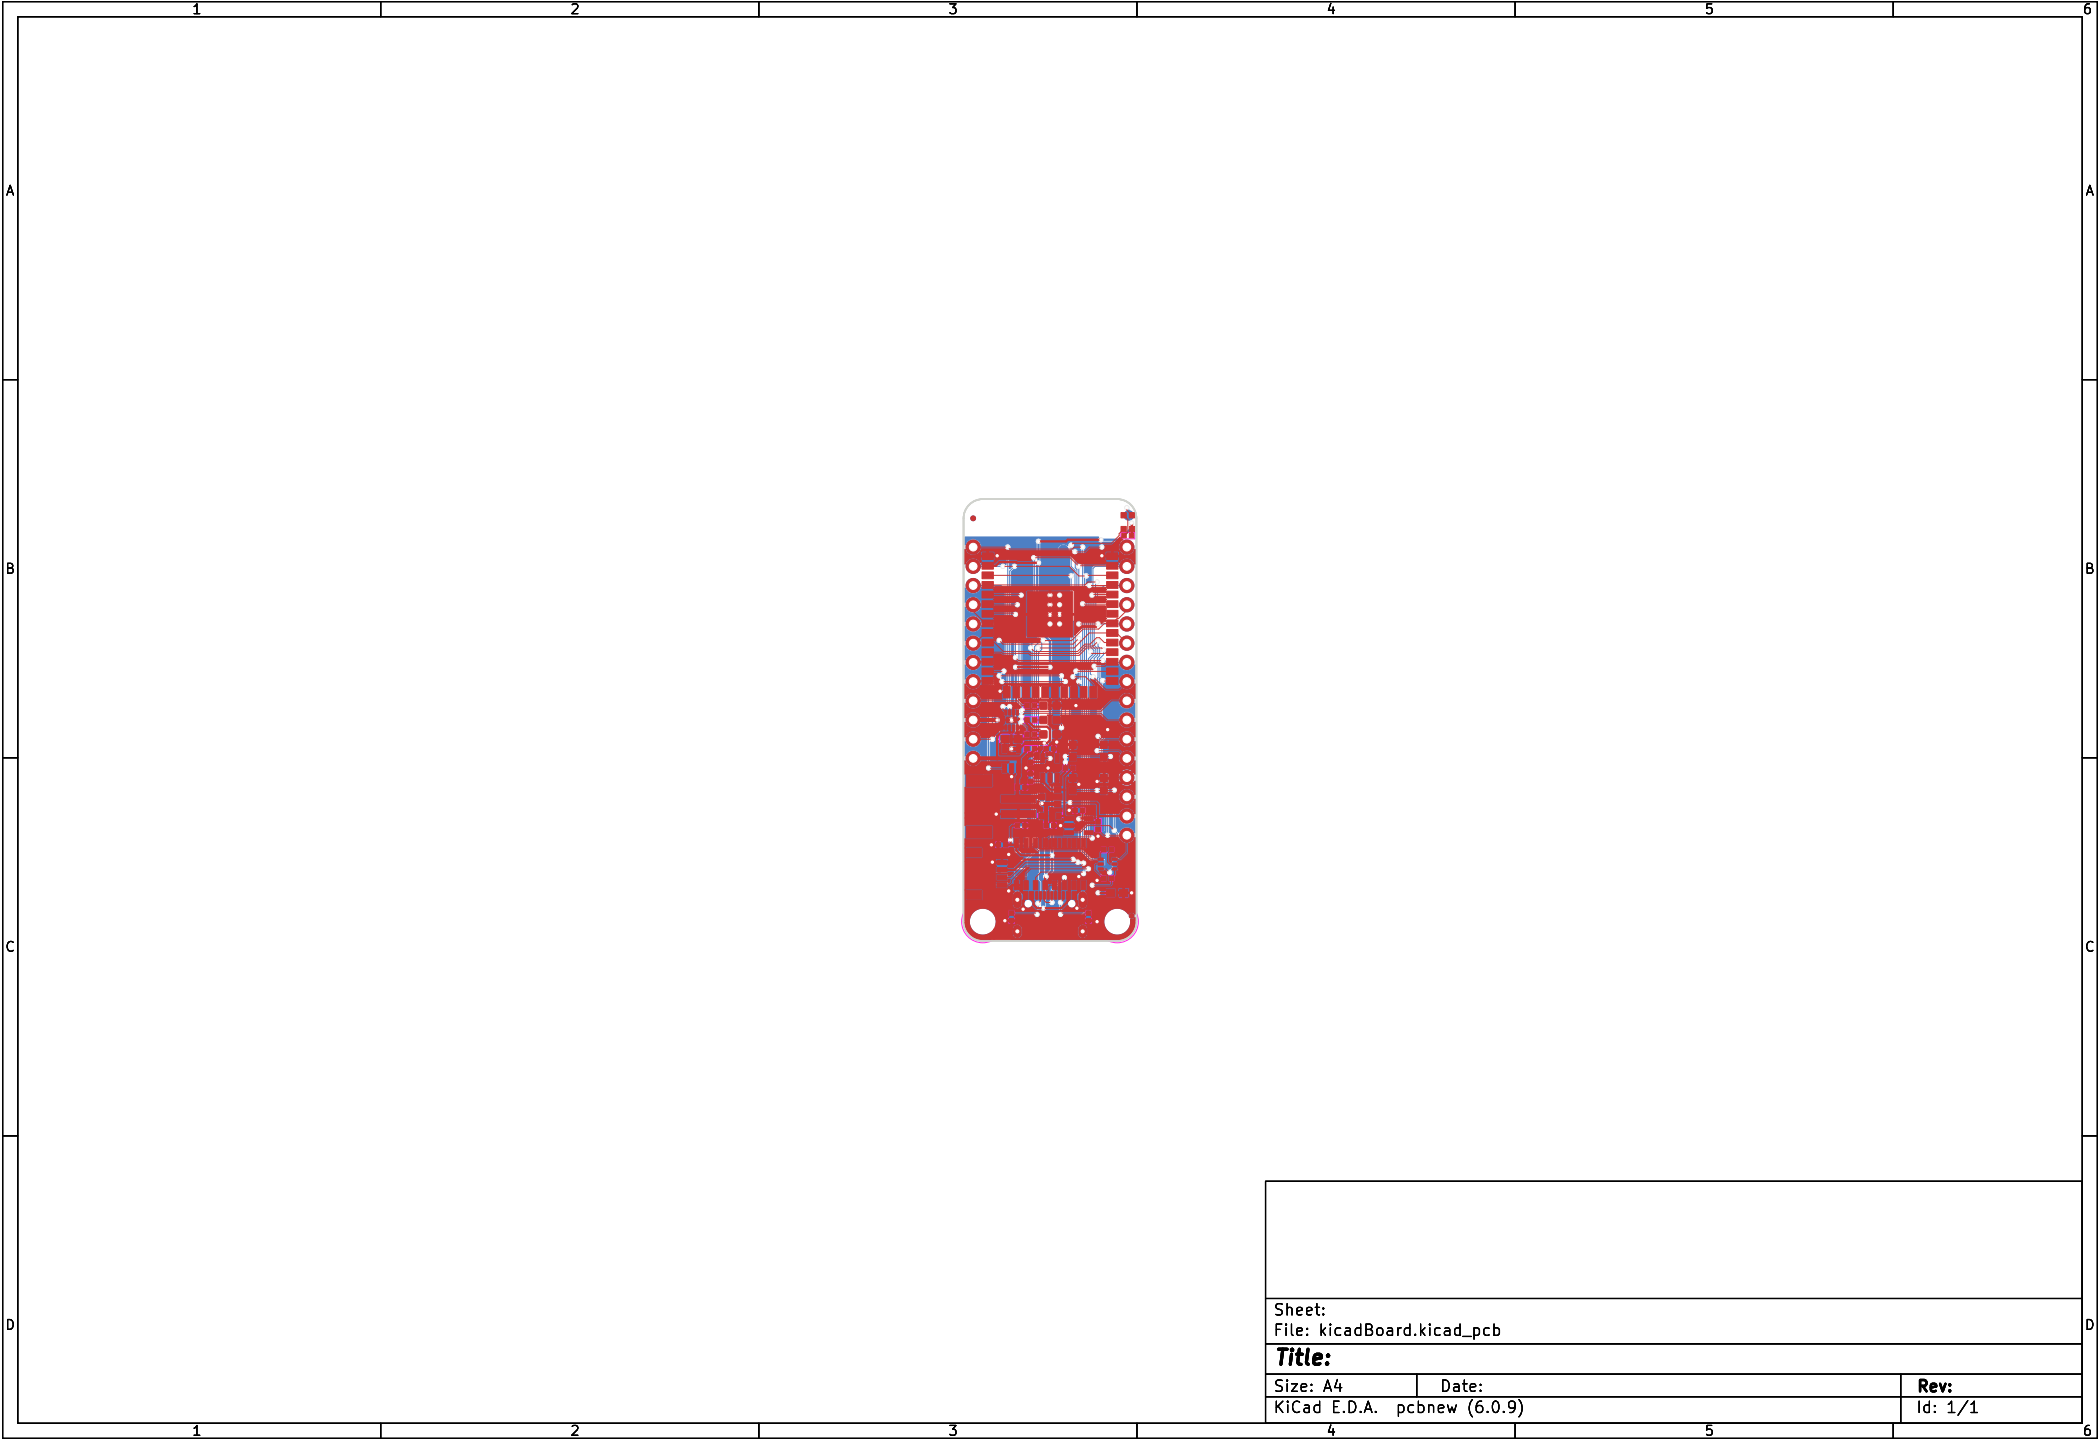 1 2 3 4 5 6
A A
B B
C C
D D
Sheet:
File: kicadBoard.kicad_pcb
Title:
Size: A4 Date: Rev:
KiCad E.D.A. pcbnew (6.0.9) Id: 1/1
1 2 3 4 5 6